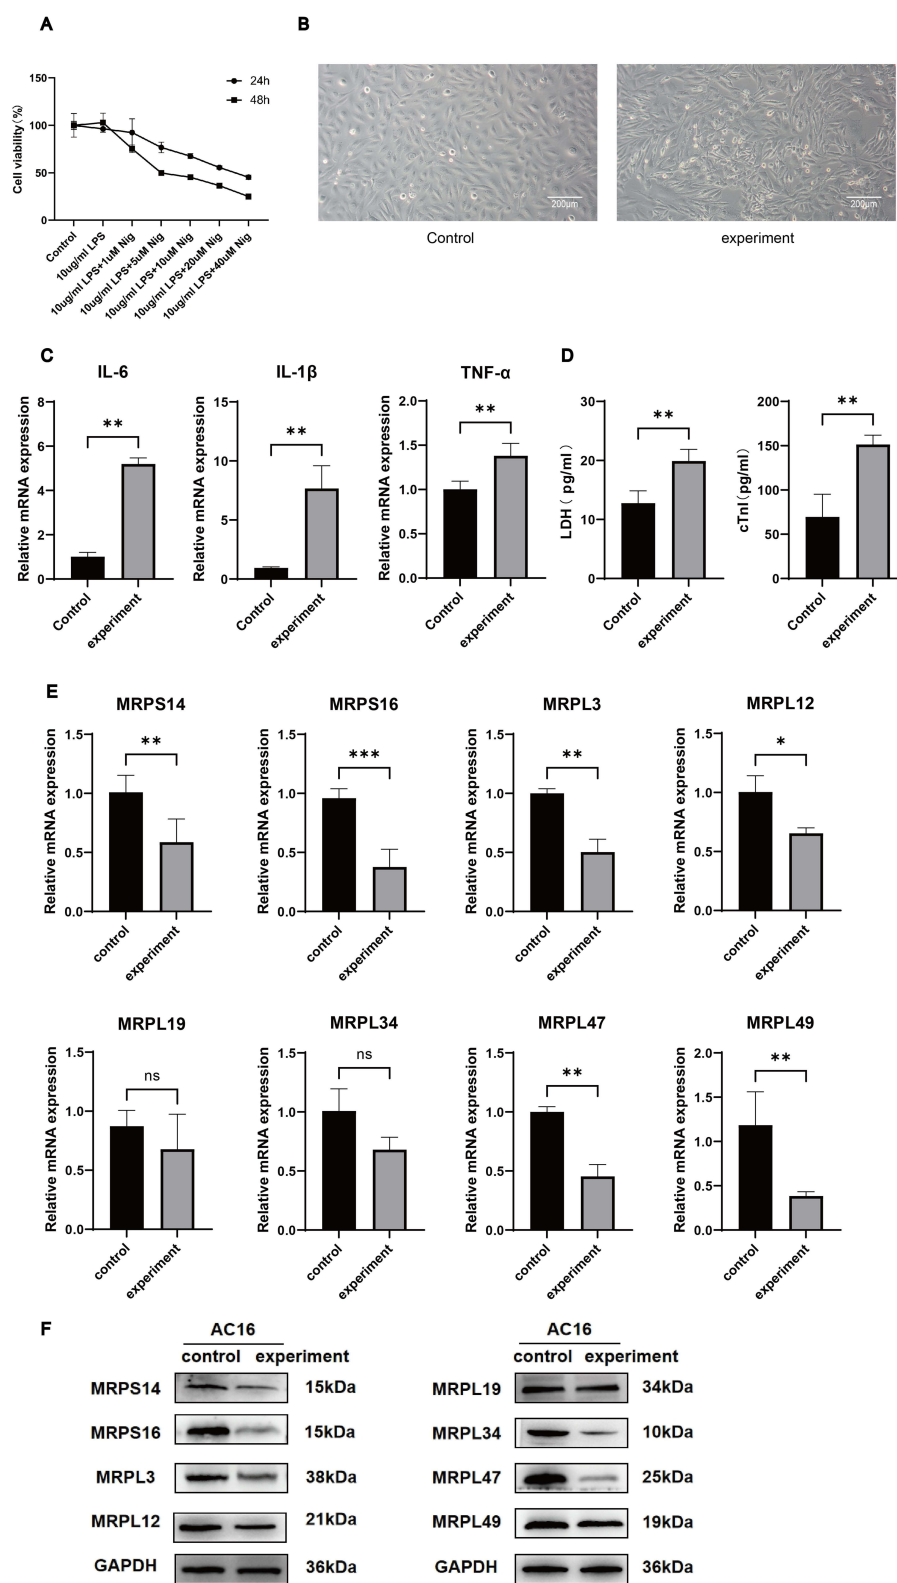 A
B
150
100
50
0
Cell viability(%)
24h
48h
Control
10ug/ml LPS
10ug/ml LPS+1uM Nig
10ug/ml LPS+5uM Nig
10ug/ml LPS+10uM Nig
10ug/ml LPS+20uM Nig
10ug/ml LPS+40uM Nig
200μm
200μm
Control
experiment
C
D
IL-6
Relative mRNA expression
8
6
4
2
0
**
Control
experiment
IL-1β
Relative mRNA expression
15
10
5
0
**
Control
experiment
TNF-α
Relative mRNA expression
2.0
1.5
1.0
0.5
0.0
**
Control
experiment
LDH( pg/ml)
30
20
10
0
**
Control
experiment
cTnI(pg/ml)
200
150
100
50
0
**
Control
experiment
E
MRPS14
Relative mRNA expression
1.5
1.0
0.5
0.0
**
control
experiment
MRPS16
Relative mRNA expression
1.5
1.0
0.5
0.0
***
control
experiment
MRPL3
Relative mRNA expression
1.5
1.0
0.5
0.0
**
control
experiment
MRPL12
Relative mRNA expression
1.5
1.0
0.5
0.0
*
control
experiment
MRPL19
Relative mRNA expression
1.5
1.0
0.5
0.0
ns
control
experiment
MRPL34
Relative mRNA expression
1.5
1.0
0.5
0.0
ns
control
experiment
MRPL47
Relative mRNA expression
1.5
1.0
0.5
0.0
**
control
experiment
MRPL49
Relative mRNA expression
2.0
1.5
1.0
0.5
0.0
**
control
experiment
F
AC16
control experiment
MRPS14 15kDa
MRPS16 15kDa
MRPL3 38kDa
MRPL12 21kDa
GAPDH 36kDa
AC16
control experiment
MRPL19 34kDa
MRPL34 10kDa
MRPL47 25kDa
MRPL49 19kDa
GAPDH 36kDa